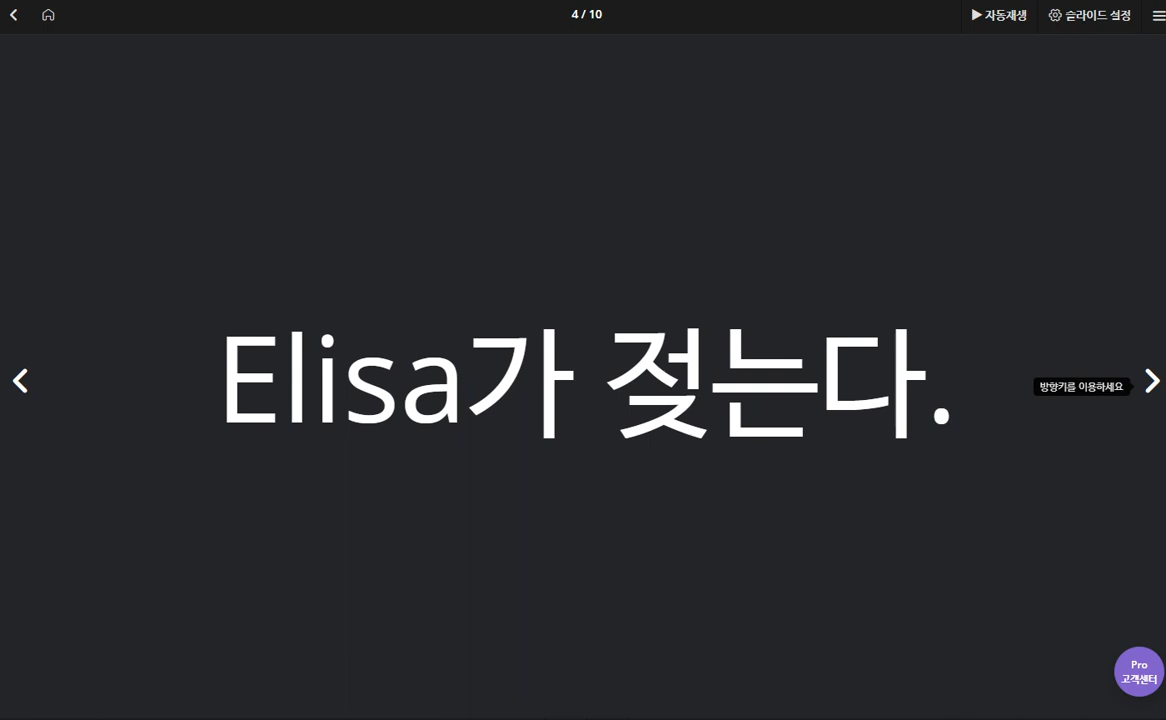 4 / 10
▶ 자동재생
슬라이드 설정
Elisa가 젖는다.
방향키를 이용하세요
Pro
고객센터